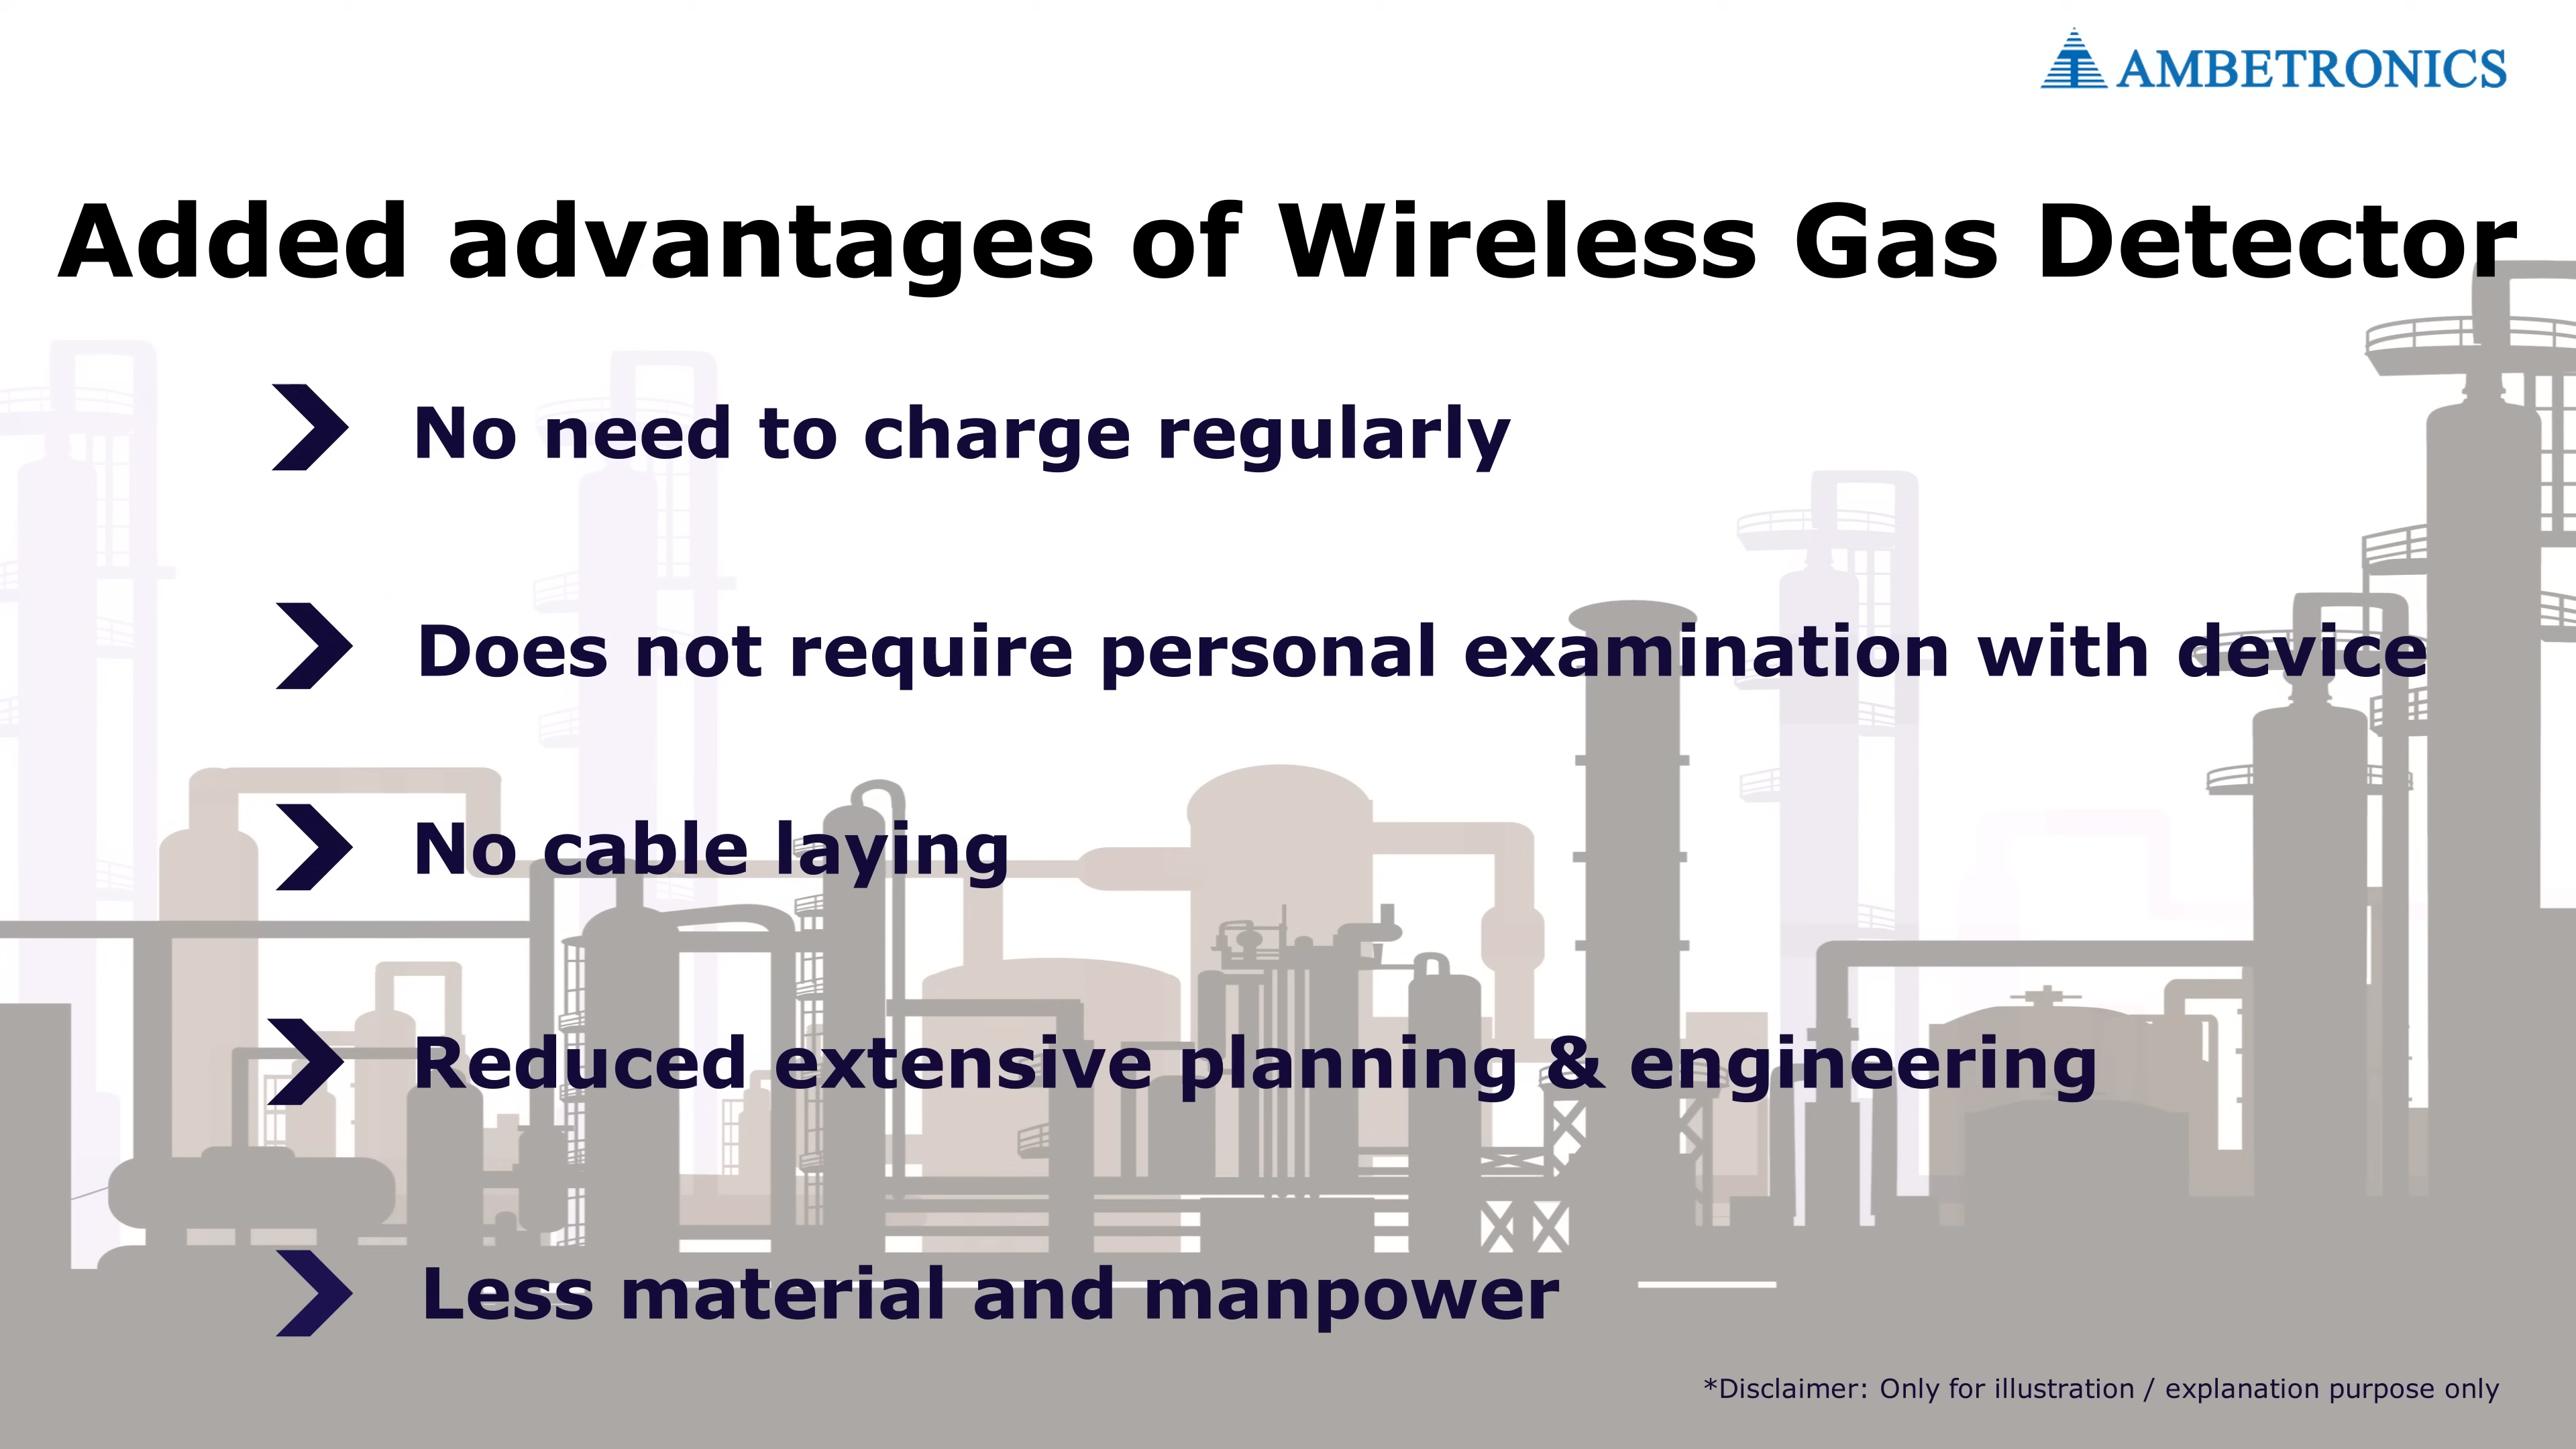 AMBETRONICS
Added advantages of Wireless Gas Detector
No need to charge regularly
Does not require personal examination with device
No cable laying
Reduced extensive planning & engineering
Less material and manpower
*Disclaimer: Only for illustration / explanation purpose only